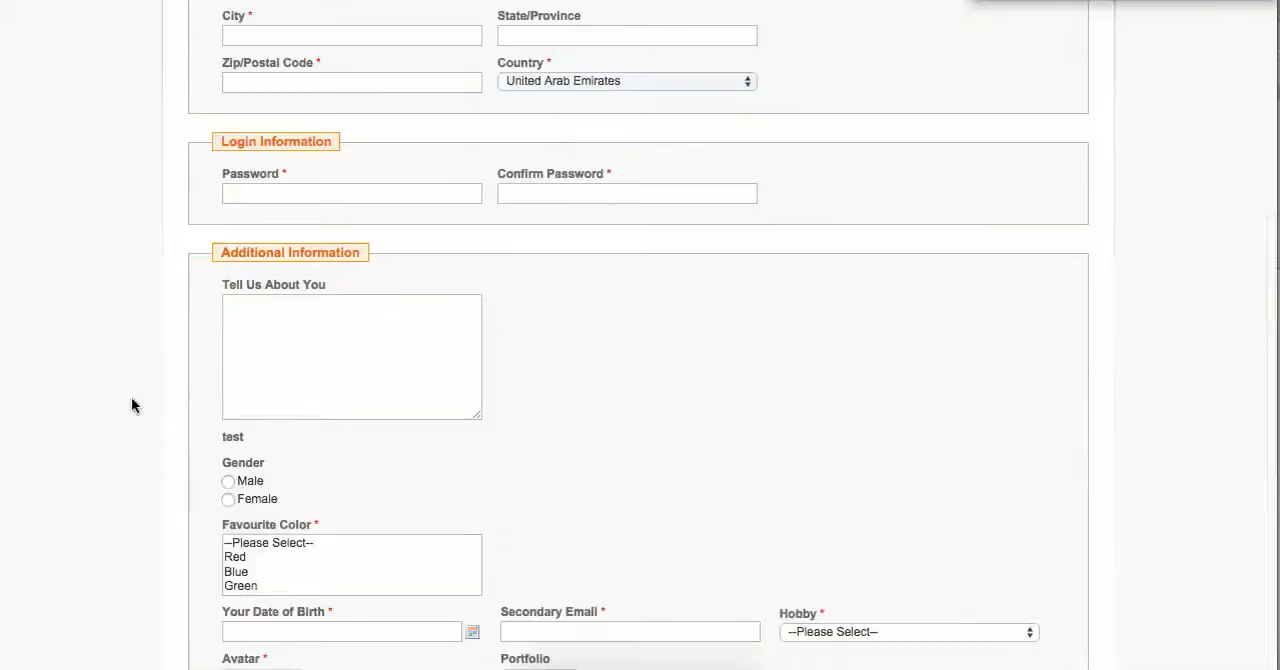 City * State/Province
Zip/Postal Code * Country *
United Arab Emirates
Login Information
Password * Confirm Password *
Additional Information
Tell Us About You
test
Gender
Male
Female
Favourite Color *
--Please Select--
Red
Blue
Green
Your Date of Birth * Secondary Email * Hobby *
--Please Select--
Avatar * Portfolio